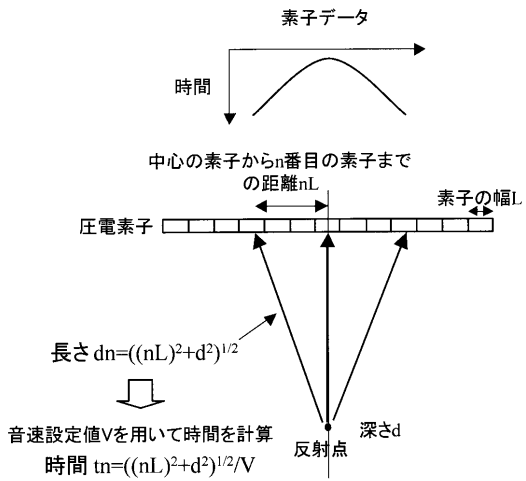 素子データ
時間
中心の素子からn番目の素子まで
の距離nL
素子の幅L
圧電素子
長さdn=((nL)²+d²)^1/2
音速設定値Vを用いて時間を計算
時間 tn=((nL)²+d²)^1/2/V
深さd
反射点